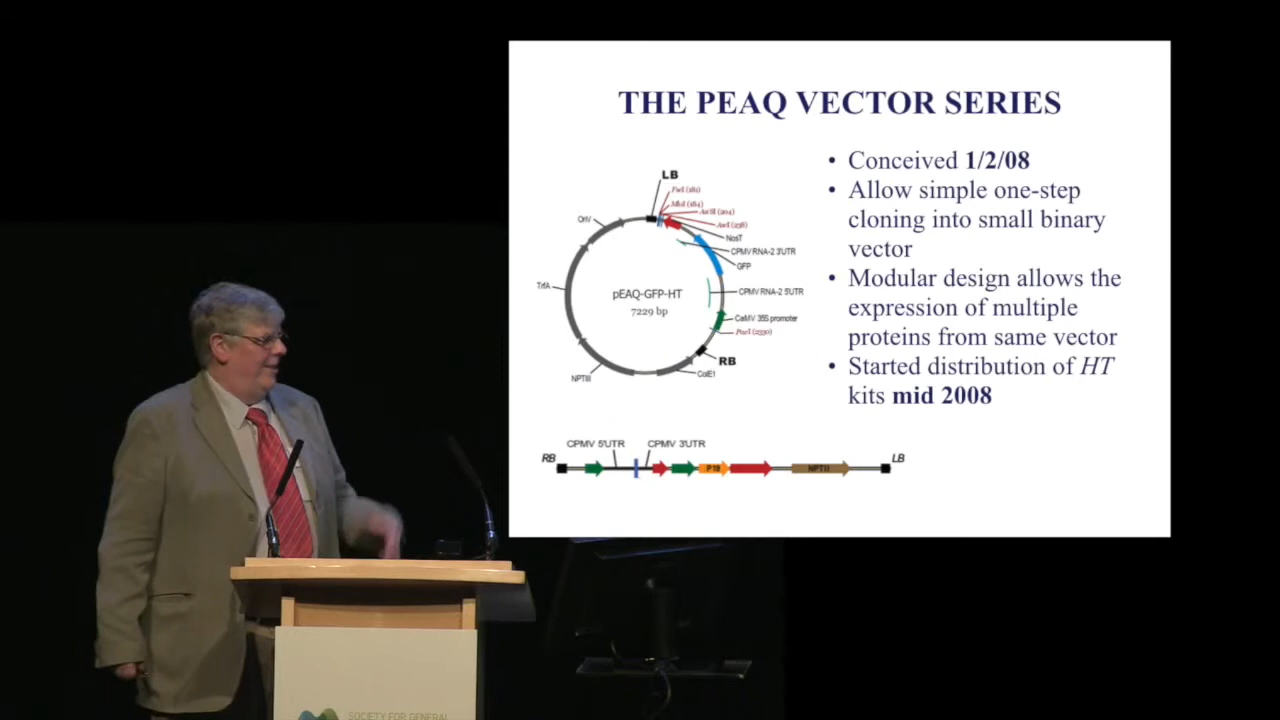 THE PEAQ VECTOR SERIES
• Conceived 1/2/08
• Allow simple one-step
cloning into small binary
vector
• Modular design allows the
expression of multiple
proteins from same vector
• Started distribution of HT
kits mid 2008
LB
FseI (181)
MluI (184)
AscI (238)
OriV
NosT
CPMV RNA-2 3'UTR
GFP
TrfA
pEAQ-GFP-HT
7229 bp
CPMV RNA-2 5'UTR
CaMV 35S promoter
PacI (2330)
RB
ColE1
NPTIII
CPMV 5'UTR
CPMV 3'UTR
RB
P19
NPTII
LB
SOCIETY FOR GENERAL